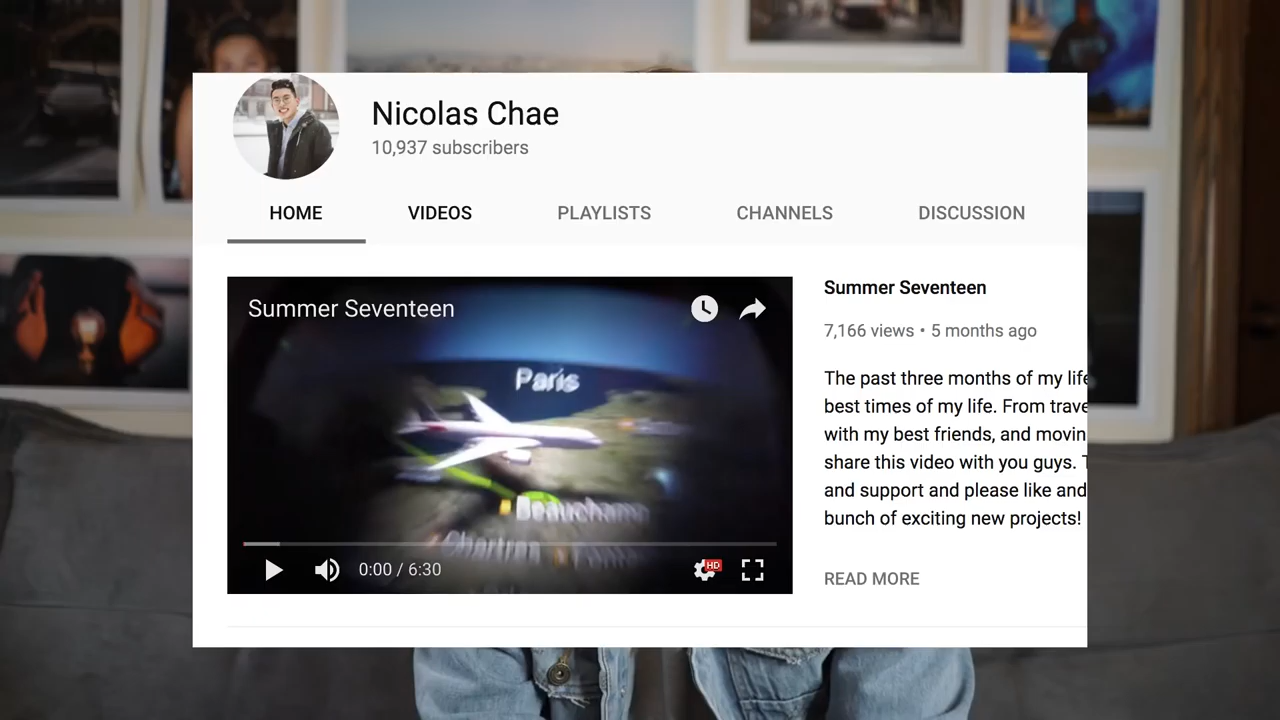 Nicolas Chae
10,937 subscribers
HOME VIDEOS PLAYLISTS CHANNELS DISCUSSION
Summer Seventeen
Paris
Beauchamp
0:00 / 6:30
HD
Summer Seventeen
7,166 views • 5 months ago
The past three months of my life
best times of my life. From trave
with my best friends, and movin
share this video with you guys. T
and support and please like and
bunch of exciting new projects!
READ MORE